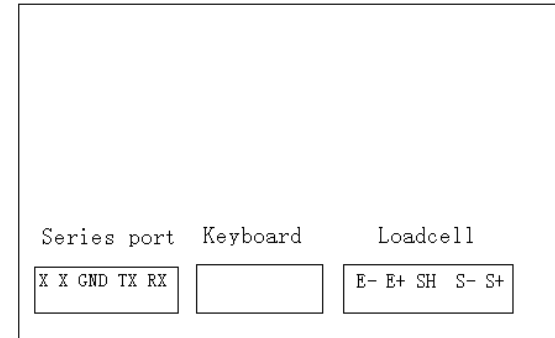 Series port Keyboard Loadcell
X X GND TX RX E- E+ SH S- S+